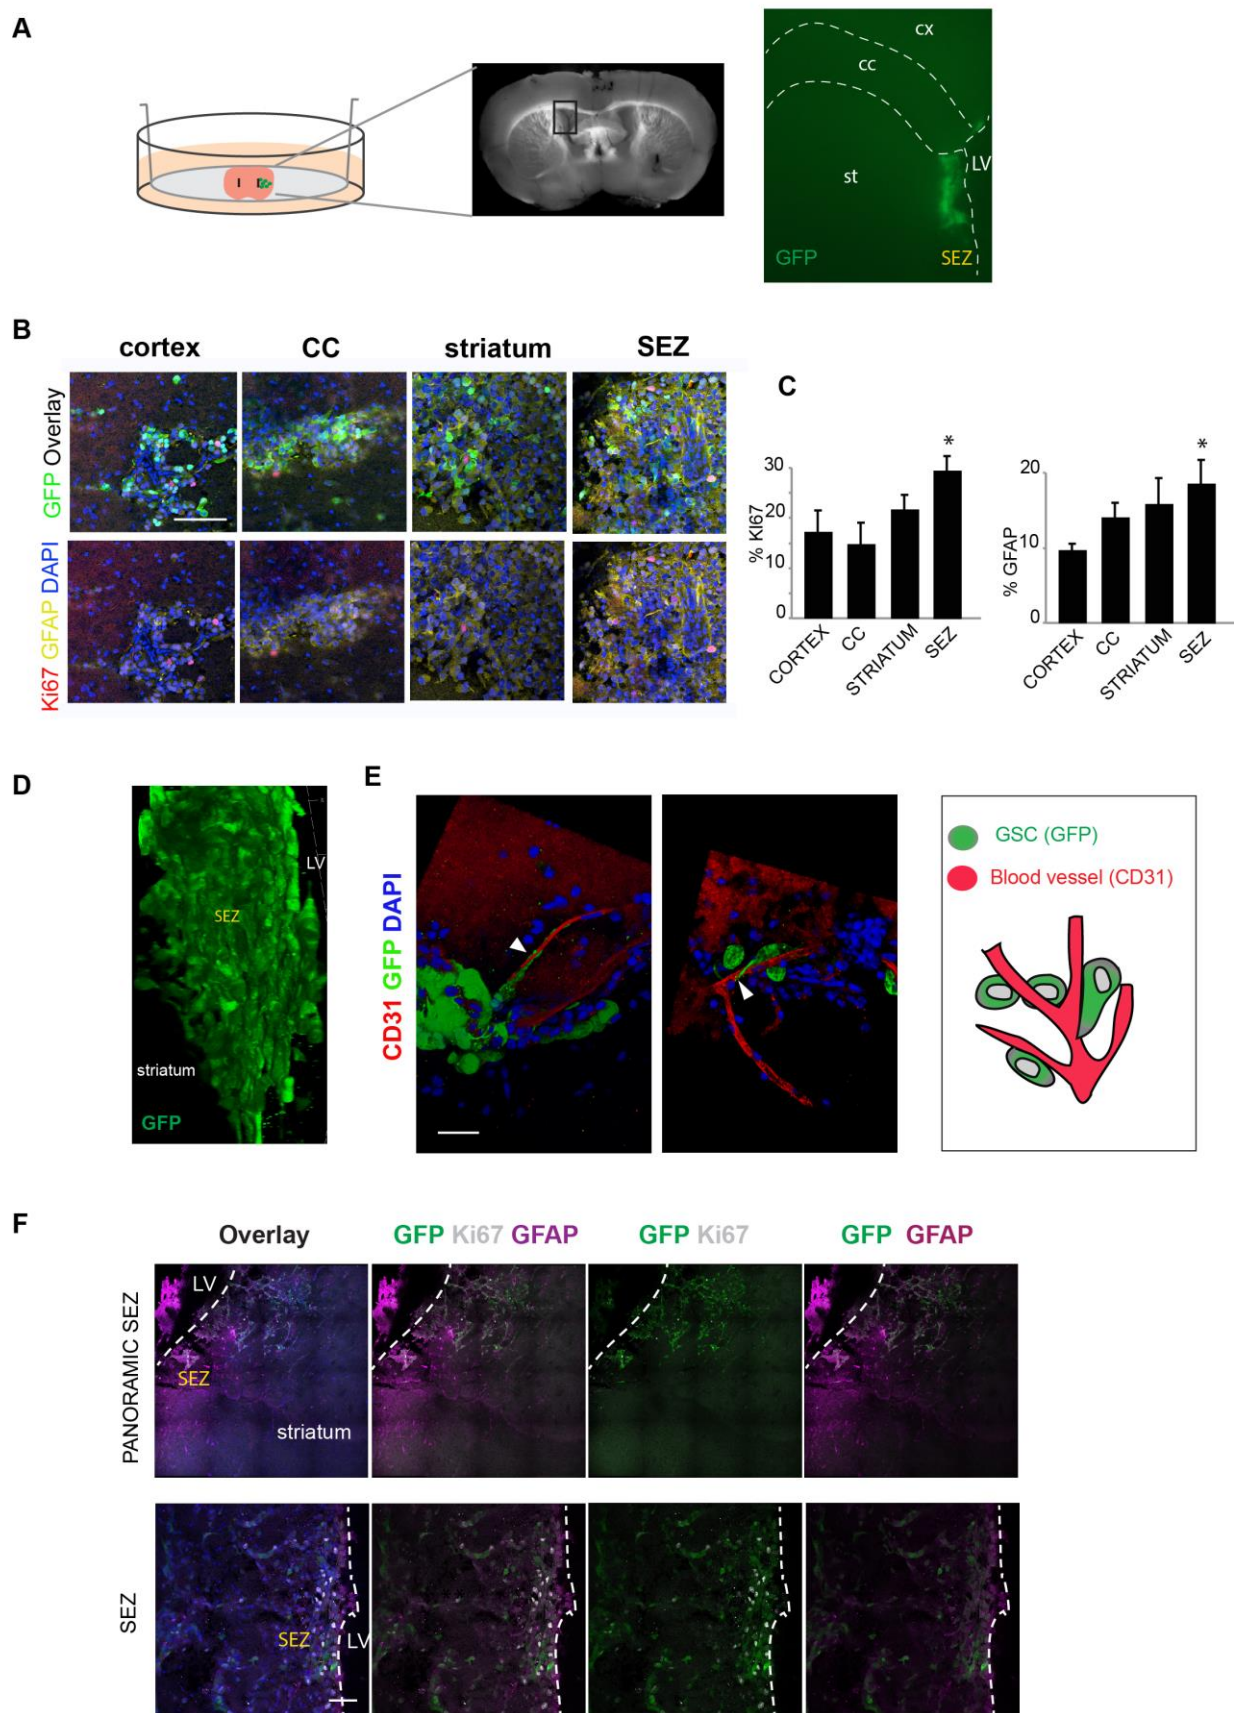 A
cx
cc
st
LV
GFP
SEZ
B
cortex CC striatum SEZ
GFP Overlay
Ki67 GFAP DAPI
C
% KI67
30
20
10
0
*
CORTEX
CC
STRIATUM
SEZ
% GFAP
20
10
0
*
CORTEX
CC
STRIATUM
SEZ
D
LV
SEZ
striatum
GFP
E
CD31 GFP DAPI
GSC (GFP)
Blood vessel (CD31)
F
Overlay GFP Ki67 GFAP GFP Ki67 GFP GFAP
PANORAMIC SEZ
LV
SEZ
striatum
SEZ
SEZ
LV